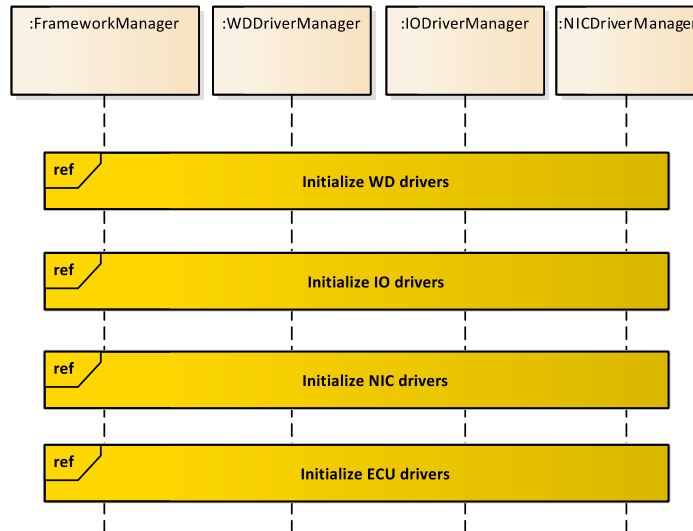 :FrameworkManager :WDDriverManager :IODriverManager :NICDriverManager
ref
Initialize WD drivers
ref
Initialize IO drivers
ref
Initialize NIC drivers
ref
Initialize ECU drivers